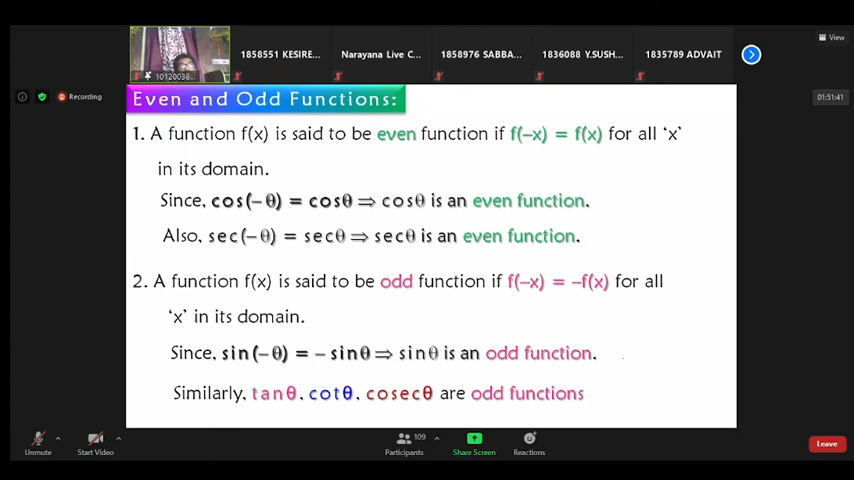 1858551 KESIRE...
Narayana Live C...
1858976 SABBA...
1836088 Y.SUSH...
1835789 ADVAIT
View
10120038...
Recording
01:51:41
Even and Odd Functions:
1. A function f(x) is said to be even function if f(–x) = f(x) for all ‘x’
in its domain.
Since, cos(– θ) = cosθ ⇒ cosθ is an even function.
Also, sec(–θ) = secθ ⇒ secθ is an even function.
2. A function f(x) is said to be odd function if f(–x) = –f(x) for all
‘x’ in its domain.
Since, sin(–θ) = – sinθ ⇒ sinθ is an odd function.
Similarly, tanθ, cotθ, cosecθ are odd functions
Unmute
Start Video
109
Participants
Share Screen
Reactions
Leave